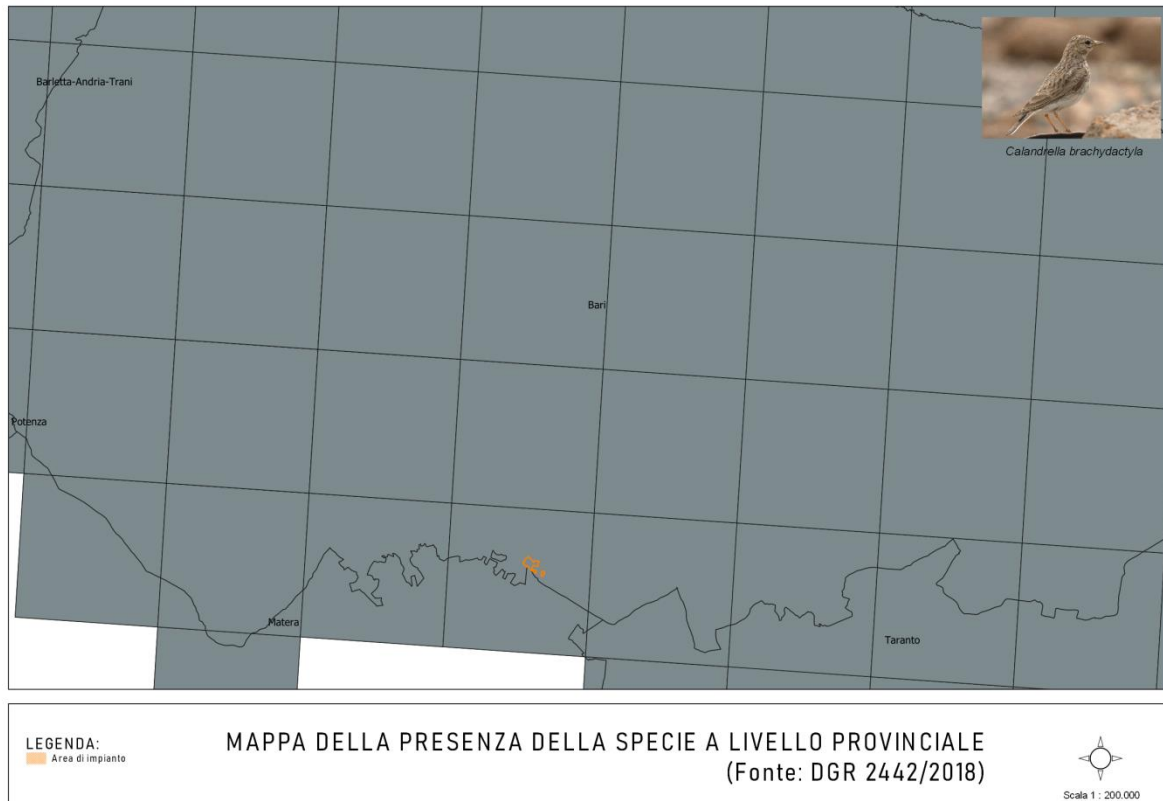 Barletta-Andria-Trani
Calandrella brachydactyla
Bari
Potenza
Matera
Taranto
LEGENDA:
Area di impianto
MAPPA DELLA PRESENZA DELLA SPECIE A LIVELLO PROVINCIALE
(Fonte: DGR 2442/2018)
Scala 1 : 200.000